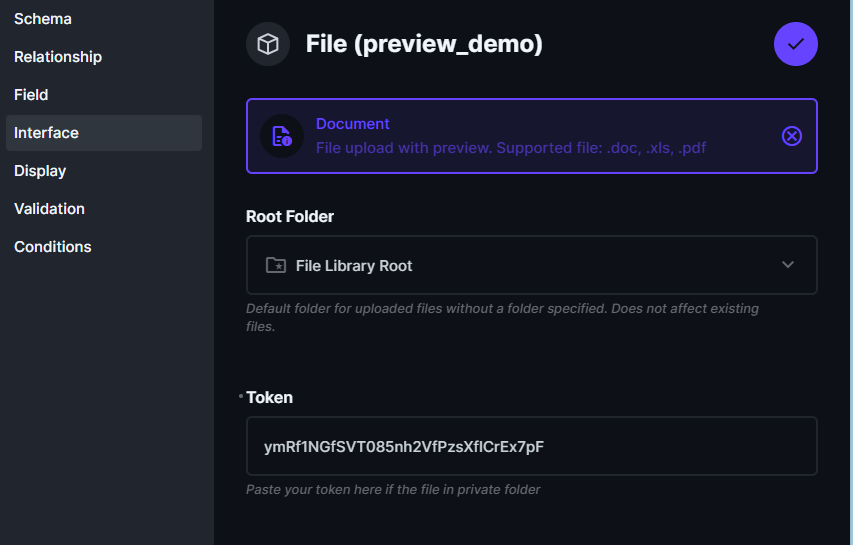 Schema
Relationship
Field
Interface
Display
Validation
Conditions
File (preview_demo)
Document
File upload with preview. Supported file: .doc, .xls, .pdf
Root Folder
File Library Root
Default folder for uploaded files without a folder specified. Does not affect existing
files.
Token
ymRf1NGfSVT085nh2VfPzsXflCrEx7pF
Paste your token here if the file in private folder